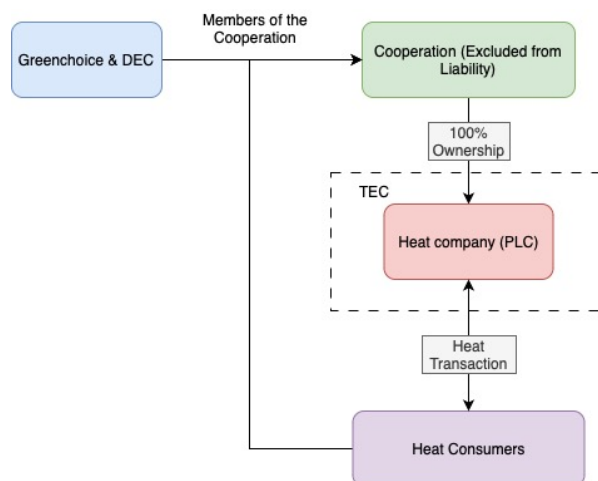 Members of the
Cooperation
Greenchoice & DEC
Cooperation (Excluded from
Liability)
100%
Ownership
TEC
Heat company (PLC)
Heat
Transaction
Heat Consumers